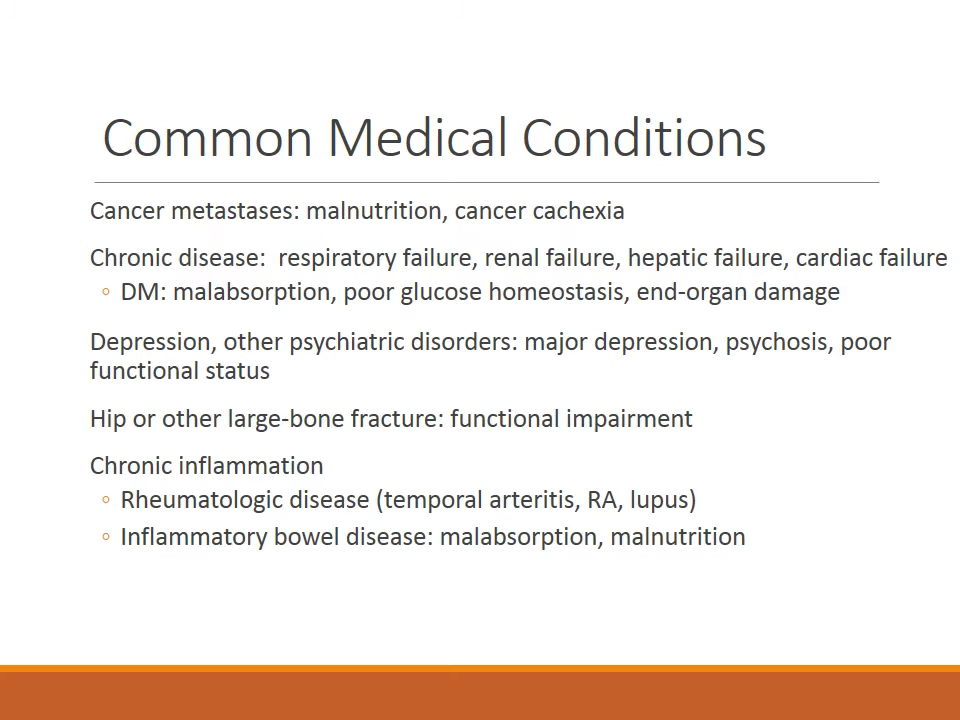 Common Medical Conditions
Cancer metastases: malnutrition, cancer cachexia
Chronic disease:  respiratory failure, renal failure, hepatic failure, cardiac failure
◦ DM: malabsorption, poor glucose homeostasis, end-organ damage
Depression, other psychiatric disorders: major depression, psychosis, poor
functional status
Hip or other large-bone fracture: functional impairment
Chronic inflammation
◦ Rheumatologic disease (temporal arteritis, RA, lupus)
◦ Inflammatory bowel disease: malabsorption, malnutrition